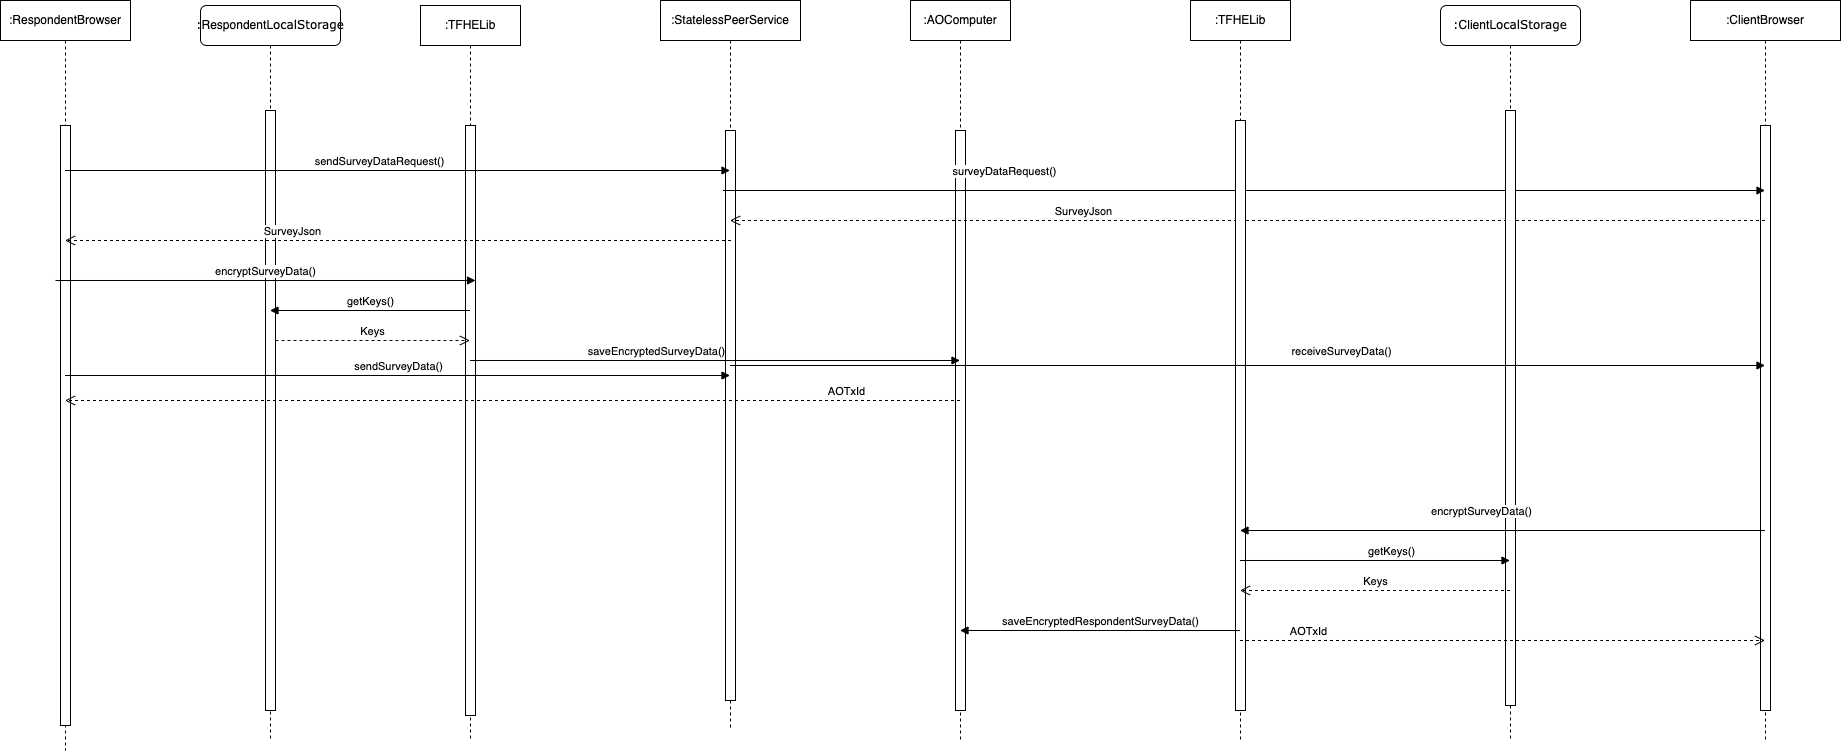 :RespondentBrowser
:RespondentLocalStorage
:TFHELib
:StatelessPeerService
:AOComputer
:TFHELib
:ClientLocalStorage
:ClientBrowser
sendSurveyDataRequest()
surveyDataRequest()
SurveyJson
SurveyJson
encryptSurveyData()
getKeys()
Keys
saveEncryptedSurveyData()
receiveSurveyData()
sendSurveyData()
AOTxId
encryptSurveyData()
getKeys()
Keys
saveEncryptedRespondentSurveyData()
AOTxId